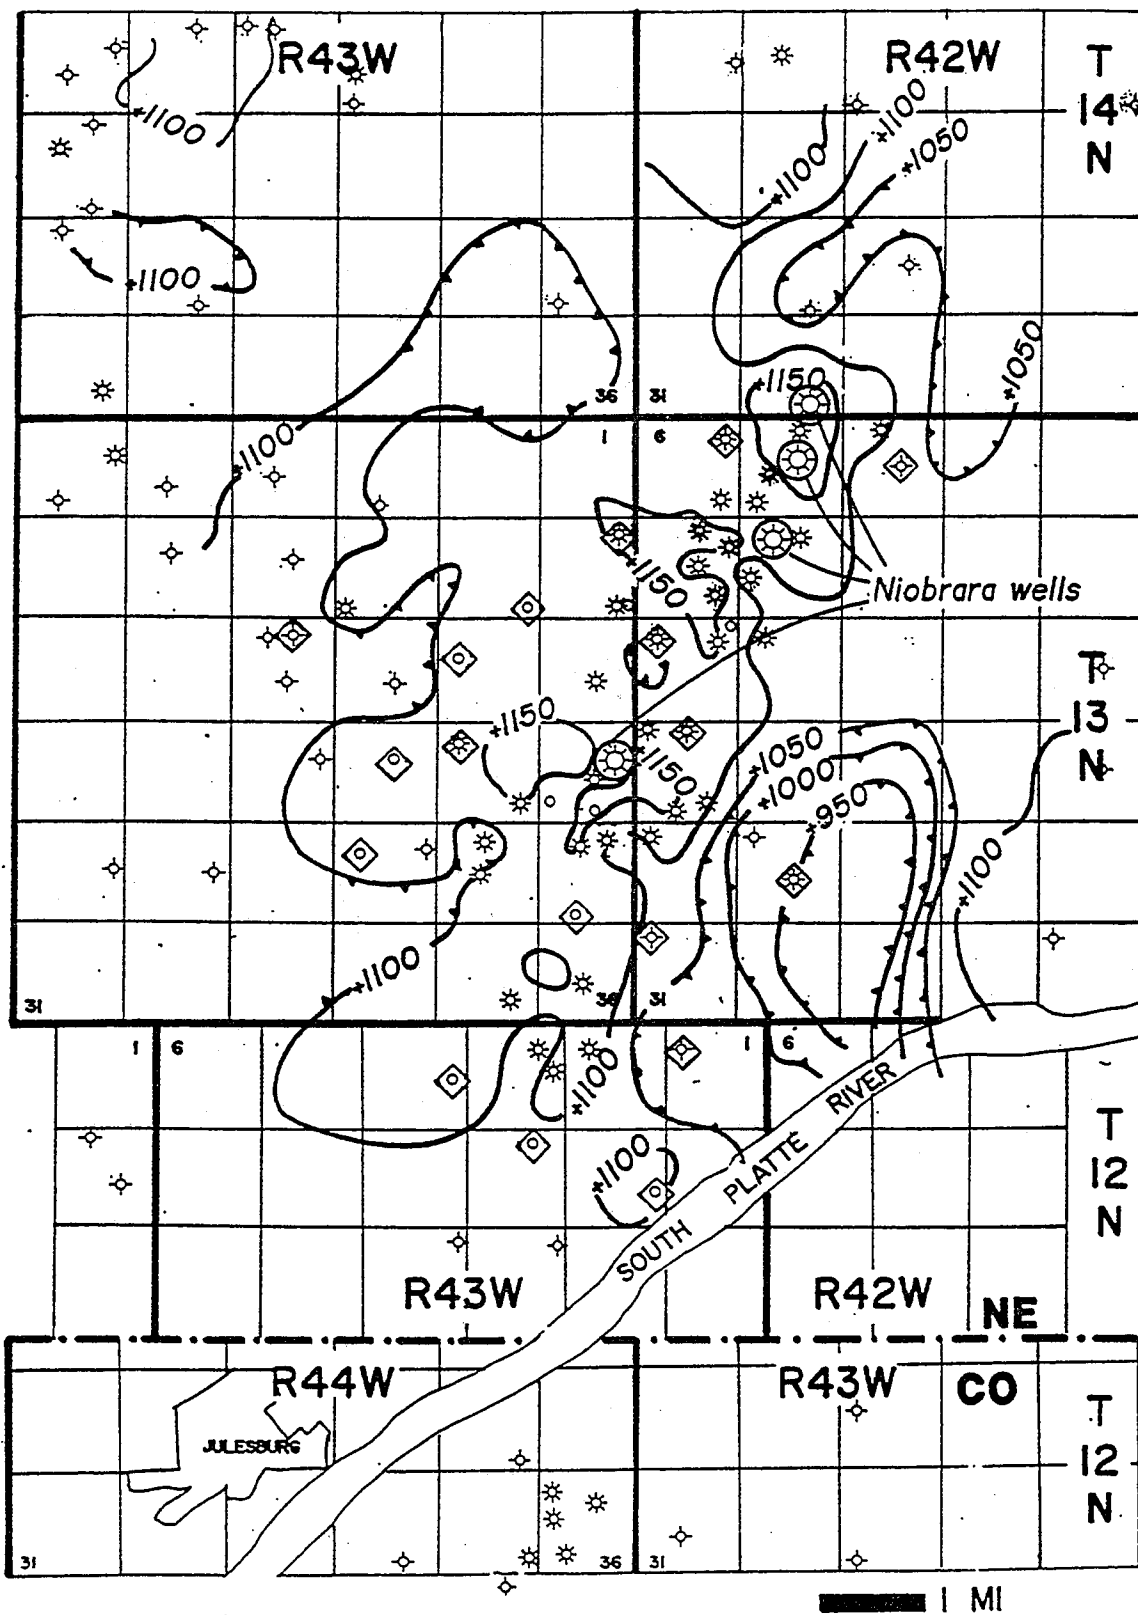 R43W
R42W
T
14
N
+1100
+1100
+1050
+1100
+1100
+1050
+1150
36
31
1
6
+1100
+1150
Niobrara wells
T
13
N
+1150
+1150
+1050
+1000
+950
+1100
+1100
31
36
31
1
6
1
6
+1100
RIVER
PLATTE
SOUTH
+1100
T
12
N
R43W
R42W
NE
R44W
R43W
CO
JULESBURG
T
12
N
31
36
31
1 MI